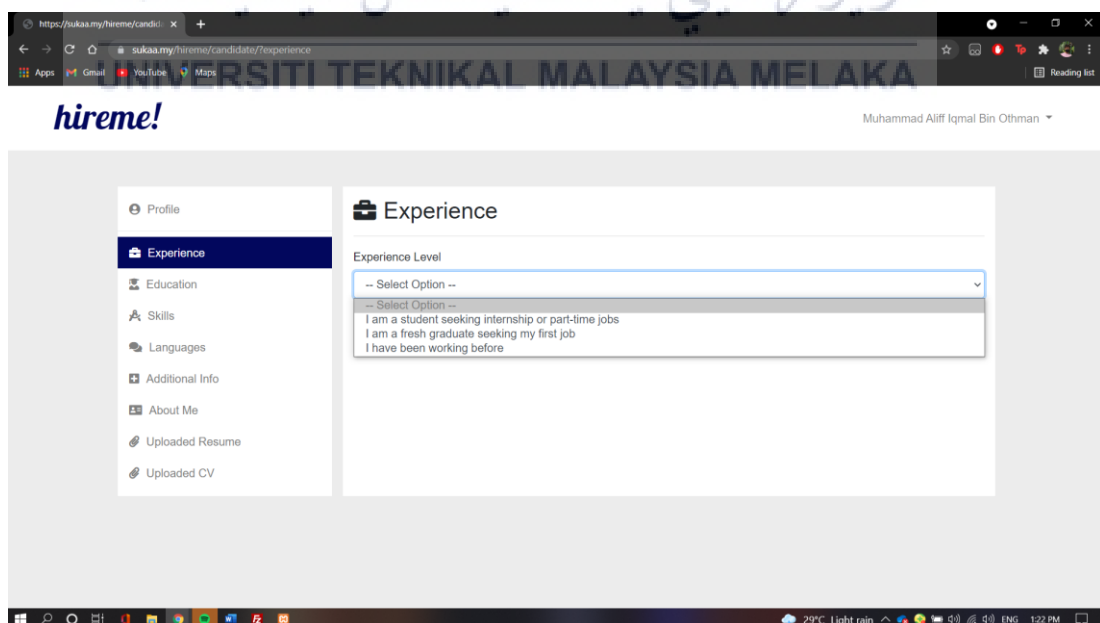 https://sukaa.my/hireme/candida
sukaa.my/hireme/candidate/?experience
Apps Gmail YouTube Maps
Reading list
UNIVERSITI TEKNIKAL MALAYSIA MELAKA
hireme!
Muhammad Aliff Iqmal Bin Othman
Profile
Experience
Education
Skills
Languages
Additional Info
About Me
Uploaded Resume
Uploaded CV
Experience
Experience Level
-- Select Option --
-- Select Option --
I am a student seeking internship or part-time jobs
I am a fresh graduate seeking my first job
I have been working before
29°C Light rain ENG 1:22 PM